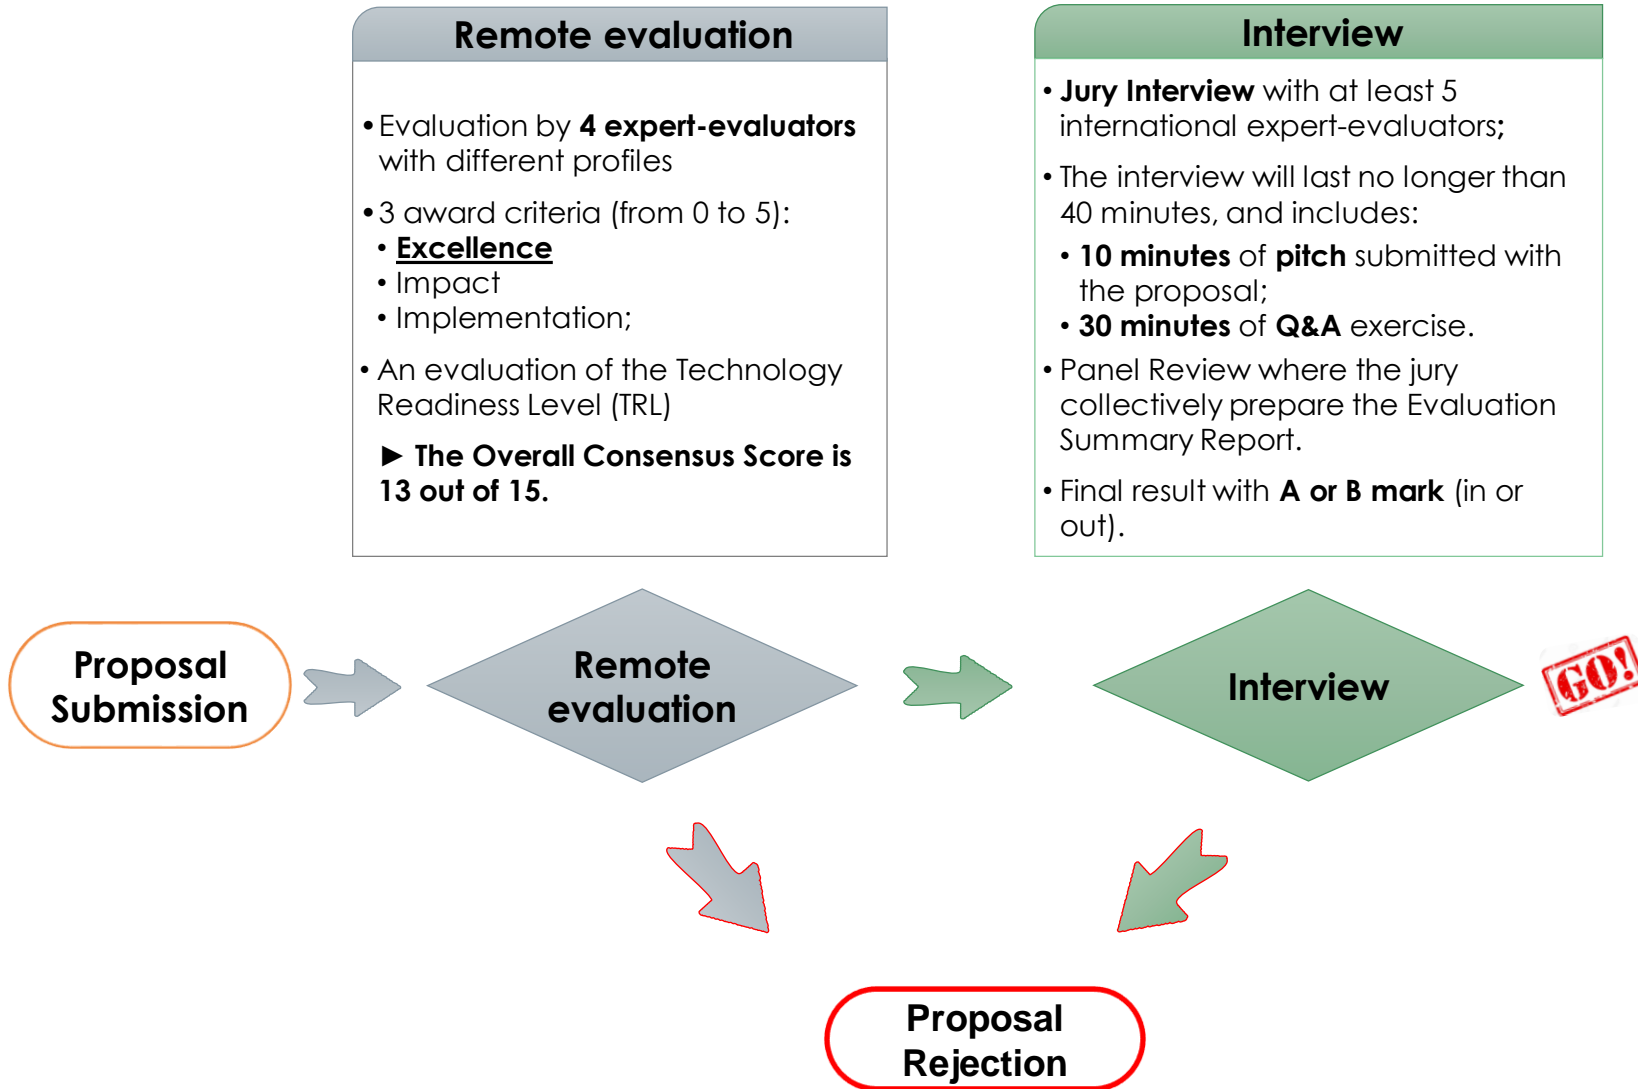 Remote evaluation
•Evaluation by 4 expert-evaluators
with different profiles
•3 award criteria (from 0 to 5):
• Excellence
• Impact
• Implementation;
• An evaluation of the Technology
Readiness Level (TRL)
► The Overall Consensus Score is
13 out of 15.
Interview
• Jury Interview with at least 5
international expert-evaluators;
• The interview will last no longer than
40 minutes, and includes:
• 10 minutes of pitch submitted with
the proposal;
• 30 minutes of Q&A exercise.
• Panel Review where the jury
collectively prepare the Evaluation
Summary Report.
• Final result with A or B mark (in or
out).
Proposal
Submission
Remote
evaluation
Interview
GO!
Proposal
Rejection